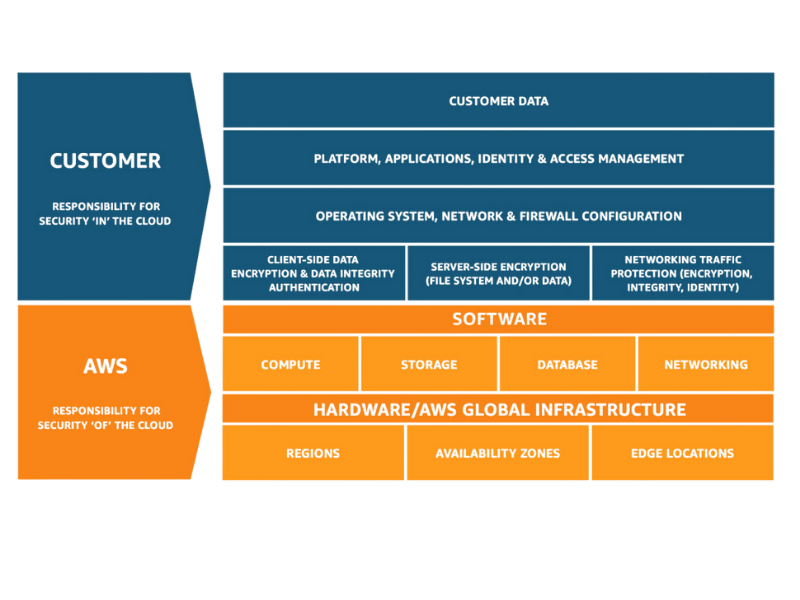 CUSTOMER
RESPONSIBILITY FOR
SECURITY ‘IN’ THE CLOUD
CUSTOMER DATA
PLATFORM, APPLICATIONS, IDENTITY & ACCESS MANAGEMENT
OPERATING SYSTEM, NETWORK & FIREWALL CONFIGURATION
CLIENT-SIDE DATA
ENCRYPTION & DATA INTEGRITY
AUTHENTICATION
SERVER-SIDE ENCRYPTION
(FILE SYSTEM AND/OR DATA)
NETWORKING TRAFFIC
PROTECTION (ENCRYPTION,
INTEGRITY, IDENTITY)
AWS
RESPONSIBILITY FOR
SECURITY ‘OF’ THE CLOUD
SOFTWARE
COMPUTE
STORAGE
DATABASE
NETWORKING
HARDWARE/AWS GLOBAL INFRASTRUCTURE
REGIONS
AVAILABILITY ZONES
EDGE LOCATIONS